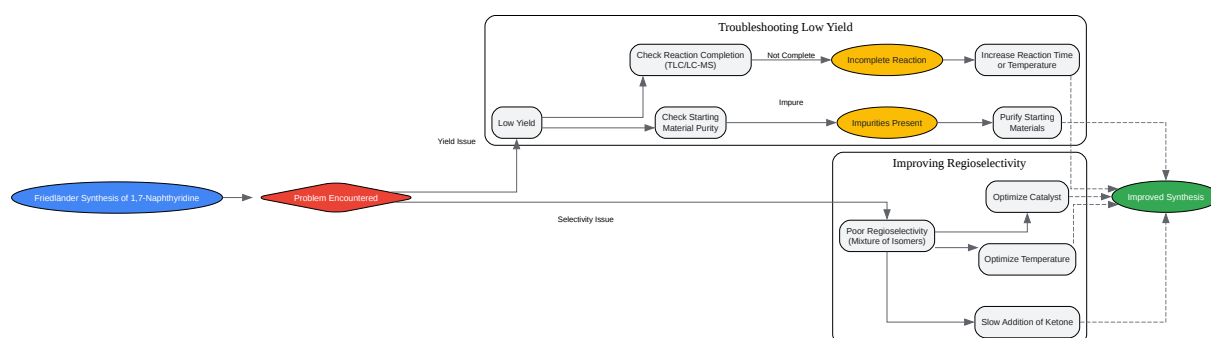 Troubleshooting Low Yield
Check Reaction Completion
(TLC/LC-MS)
Not Complete
Incomplete Reaction
Increase Reaction Time
or Temperature
Low Yield
Check Starting
Material Purity
Impure
Impurities Present
Purify Starting
Materials
Yield Issue
Improving Regioselectivity
Friedländer Synthesis of 1,7-Naphthyridine
Problem Encountered
Selectivity Issue
Poor Regioselectivity
(Mixture of Isomers)
Optimize Catalyst
Optimize Temperature
Slow Addition of Ketone
Improved Synthesis